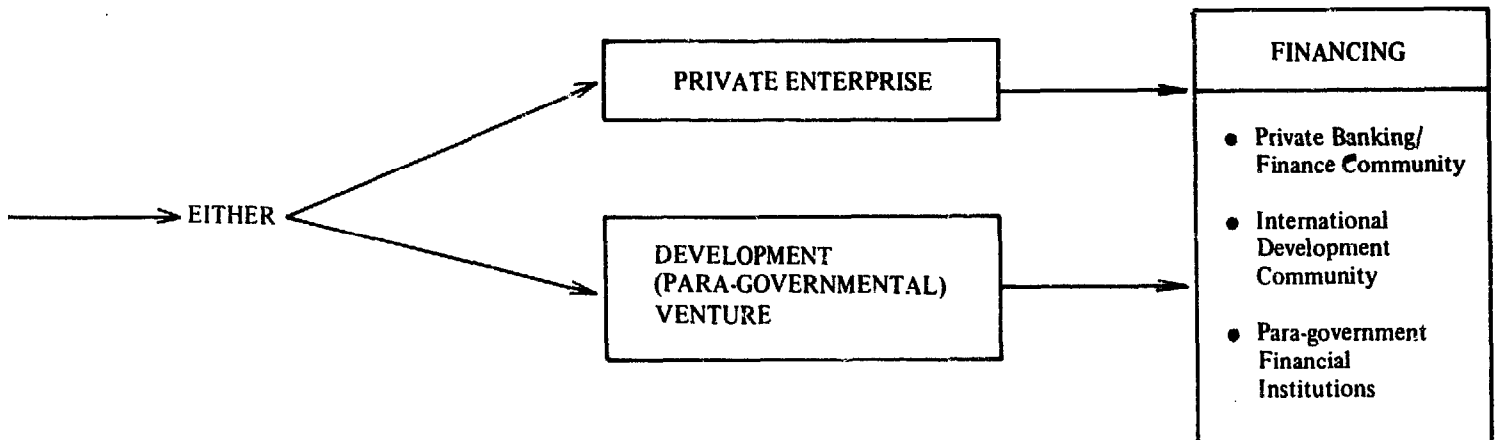 FINANCING
PRIVATE ENTERPRISE
● Private Banking/
Finance Community
EITHER
● International
Development
Community
DEVELOPMENT
(PARA-GOVERNMENTAL)
VENTURE
● Para-government
Financial
Institutions